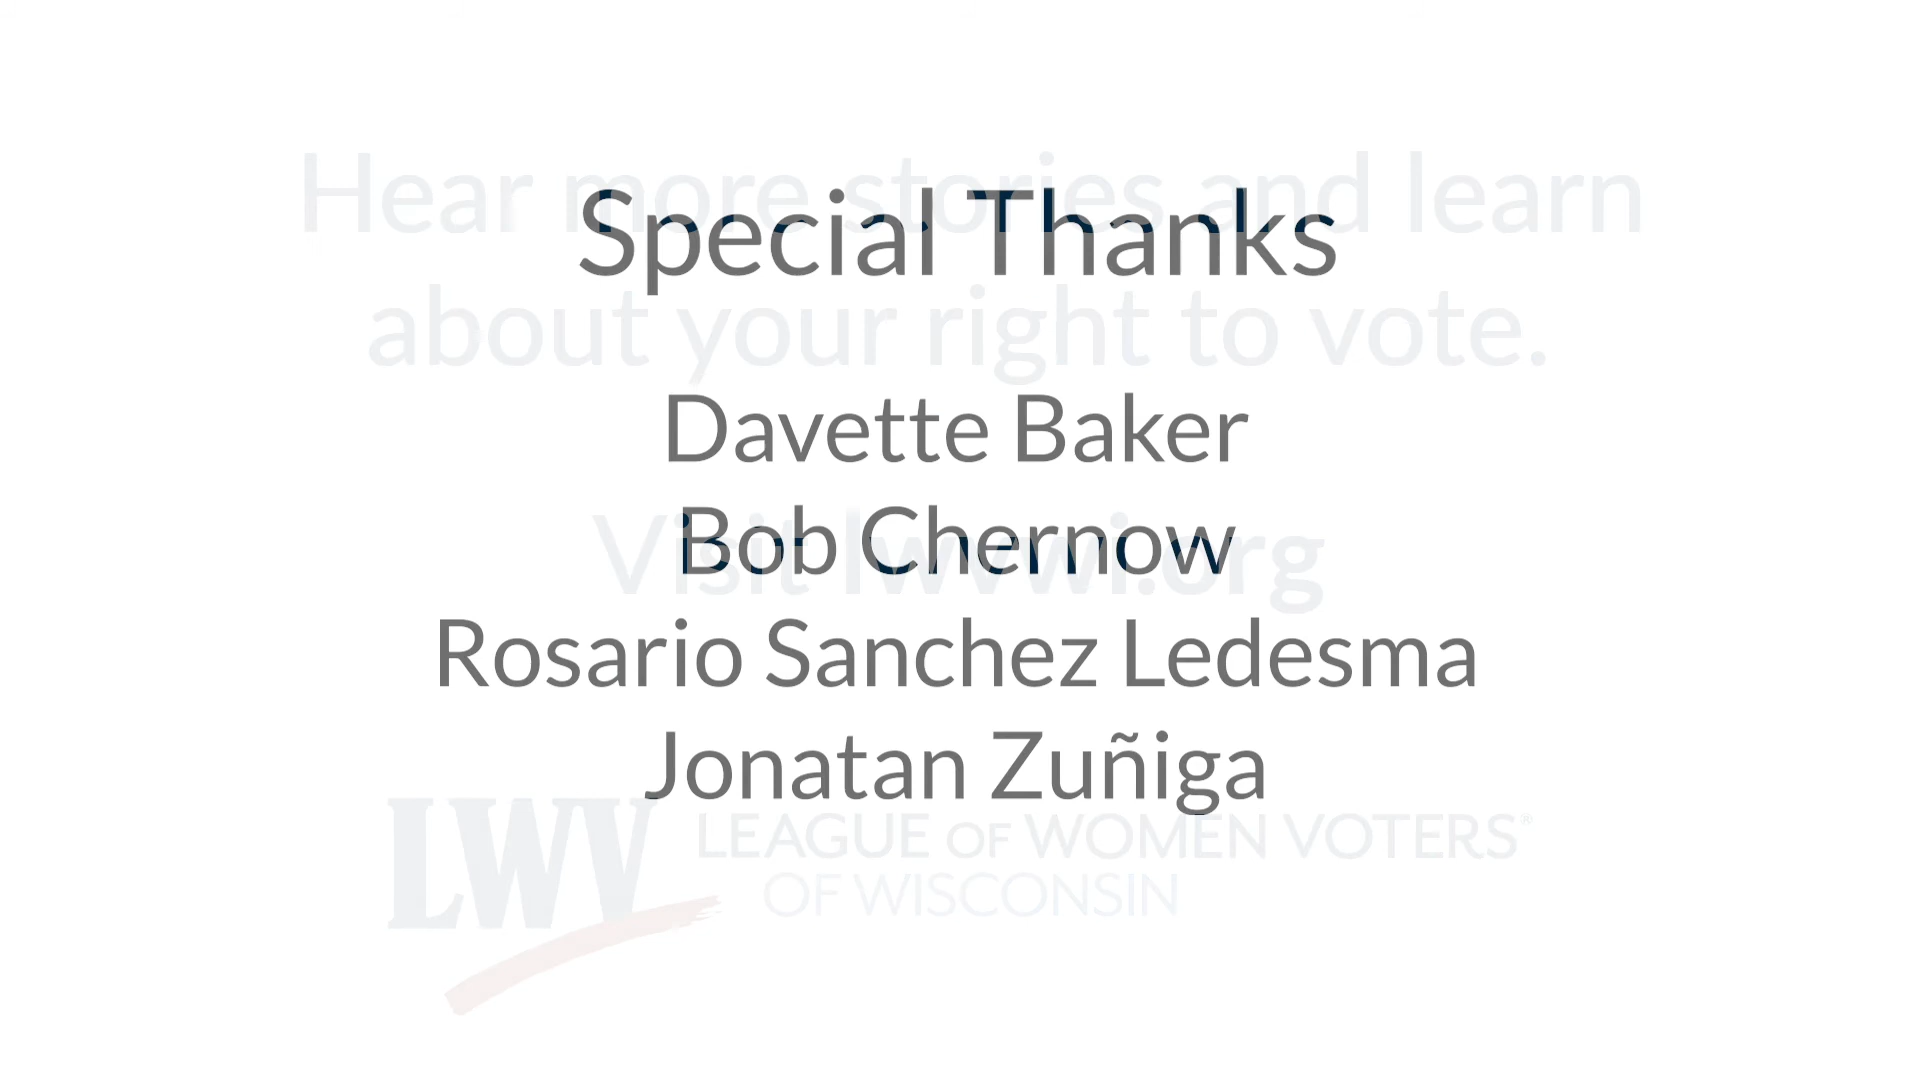 Hear more stories and learn
Special Thanks
about your right to vote.
Davette Baker
Bob Chernow
Visit lwvwi.org
Rosario Sanchez Ledesma
Jonatan Zuñiga
LWV LEAGUE OF WOMEN VOTERS®
OF WISCONSIN